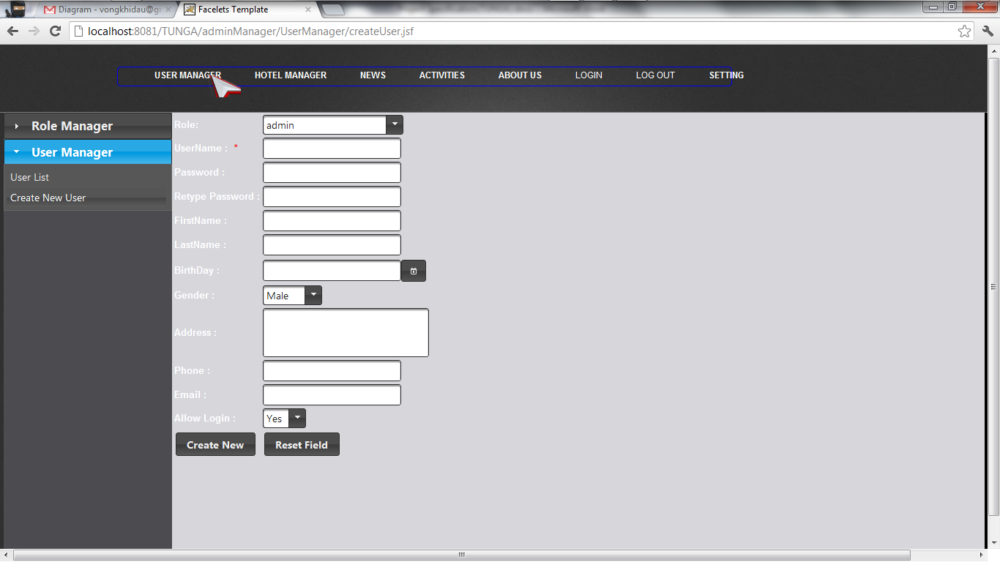 Diagram - vongkhidau@g
Facelets Template
localhost:8081/TUNGA/adminManager/UserManager/createUser.jsf
USER MANAGER HOTEL MANAGER NEWS ACTIVITIES ABOUT US LOGIN LOG OUT SETTING
Role Manager
User Manager
User List
Create New User
Role: admin
UserName : *
Password :
Retype Password :
FirstName :
LastName :
BirthDay :
Gender : Male
Address :
Phone :
Email :
Allow Login : Yes
Create New Reset Field